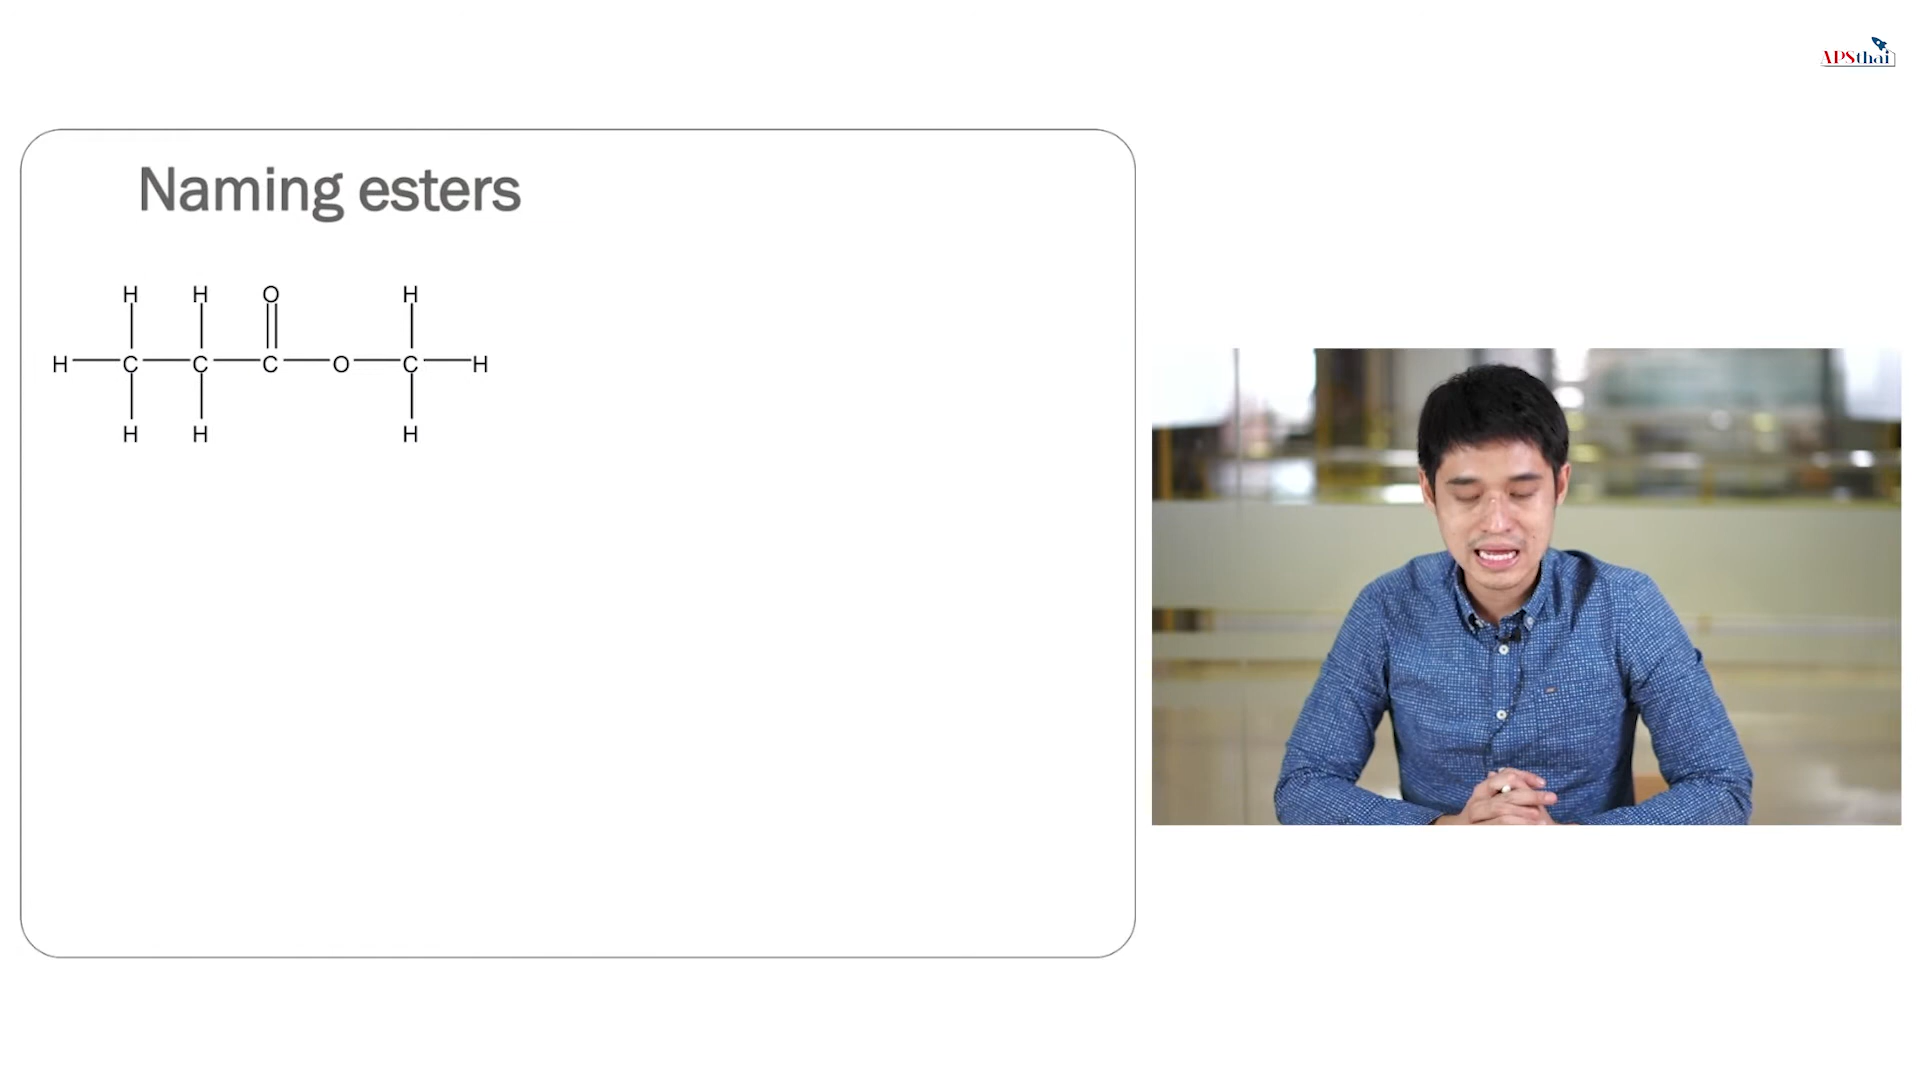 APSthai
Naming esters
H H O H
H C C C O C H
H H H